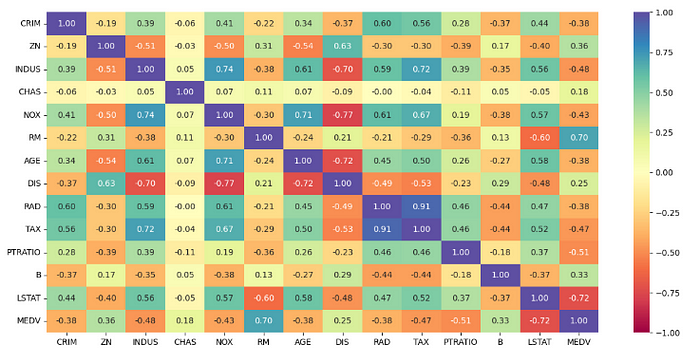 CRIM 1.00 -0.19 0.39 -0.06 0.41 -0.22 0.34 -0.37 0.60 0.56 0.28 -0.37 0.44 -0.38
ZN -0.19 1.00 -0.51 -0.03 -0.50 0.31 -0.54 0.63 -0.30 -0.30 -0.39 0.17 -0.40 0.36
INDUS 0.39 -0.51 1.00 0.05 0.74 -0.38 0.61 -0.70 0.59 0.72 0.39 -0.35 0.56 -0.48
CHAS -0.06 -0.03 0.05 1.00 0.07 0.11 0.07 -0.09 -0.00 -0.04 -0.11 0.05 -0.05 0.18
NOX 0.41 -0.50 0.74 0.07 1.00 -0.30 0.71 -0.77 0.61 0.67 0.19 -0.38 0.57 -0.43
RM -0.22 0.31 -0.38 0.11 -0.30 1.00 -0.24 0.21 -0.21 -0.29 -0.36 0.13 -0.60 0.70
AGE 0.34 -0.54 0.61 0.07 0.71 -0.24 1.00 -0.72 0.45 0.50 0.26 -0.27 0.58 -0.38
DIS -0.37 0.63 -0.70 -0.09 -0.77 0.21 -0.72 1.00 -0.49 -0.53 -0.23 0.29 -0.48 0.25
RAD 0.60 -0.30 0.59 -0.00 0.61 -0.21 0.45 -0.49 1.00 0.91 0.46 -0.44 0.47 -0.38
TAX 0.56 -0.30 0.72 -0.04 0.67 -0.29 0.50 -0.53 0.91 1.00 0.46 -0.44 0.52 -0.47
PTRATIO 0.28 -0.39 0.39 -0.11 0.19 -0.36 0.26 -0.23 0.46 0.46 1.00 -0.18 0.37 -0.51
B -0.37 0.17 -0.35 0.05 -0.38 0.13 -0.27 0.29 -0.44 -0.44 -0.18 1.00 -0.37 0.33
LSTAT 0.44 -0.40 0.56 -0.05 0.57 -0.60 0.58 -0.48 0.47 0.52 0.37 -0.37 1.00 -0.72
MEDV -0.38 0.36 -0.48 0.18 -0.43 0.70 -0.38 0.25 -0.38 -0.47 -0.51 0.33 -0.72 1.00
CRIM ZN INDUS CHAS NOX RM AGE DIS RAD TAX PTRATIO B LSTAT MEDV
1.00
0.75
0.50
0.25
0.00
−0.25
−0.50
−0.75
−1.00